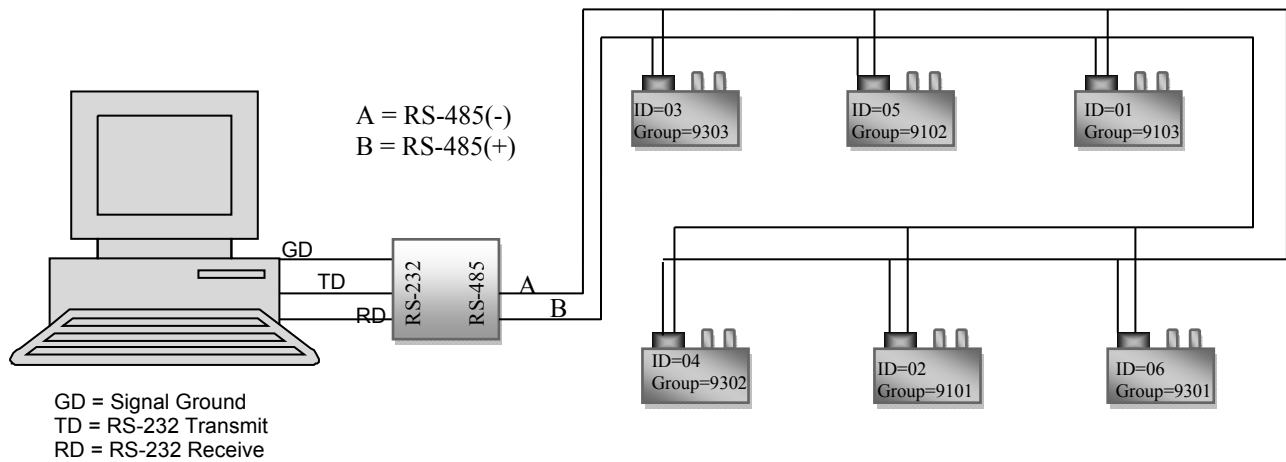 A = RS-485(-)
B = RS-485(+)
ID=03
Group=9303
ID=05
Group=9102
ID=01
Group=9103
GD
TD
RD
RS-232
RS-485
A
B
ID=04
Group=9302
ID=02
Group=9101
ID=06
Group=9301
GD = Signal Ground
TD = RS-232 Transmit
RD = RS-232 Receive